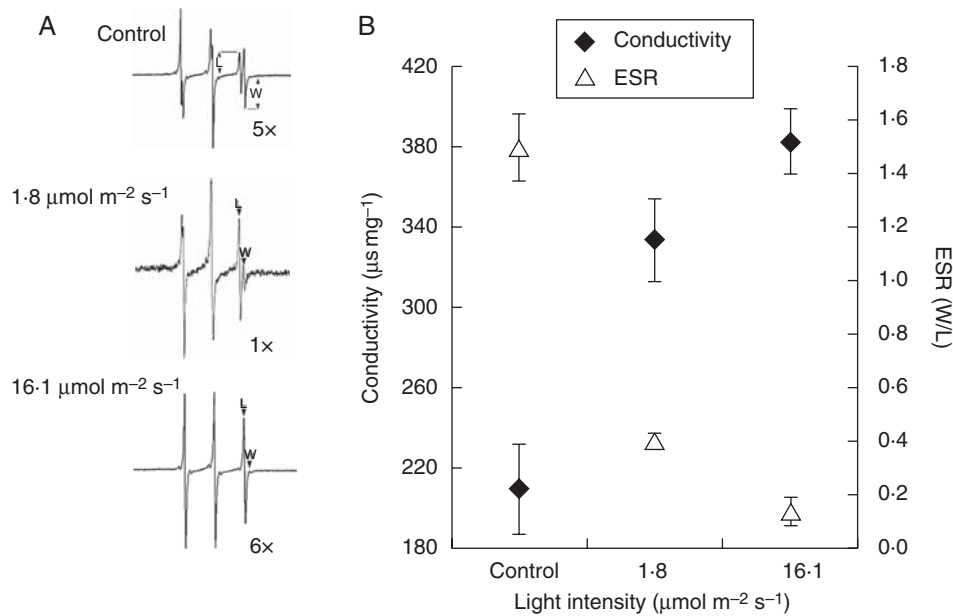 A
Control
L
W
5×
1·8 μmol m–2 s–1
L
W
1×
16·1 μmol m–2 s–1
L
W
6×
B
Conductivity
ESR
420
380
340
300
260
220
180
Conductivity (μs mg–1)
1·8
1·6
1·4
1·2
1·0
0·8
0·6
0·4
0·2
0·0
ESR (W/L)
Control
1·8
16·1
Light intensity (μmol m–2 s–1)